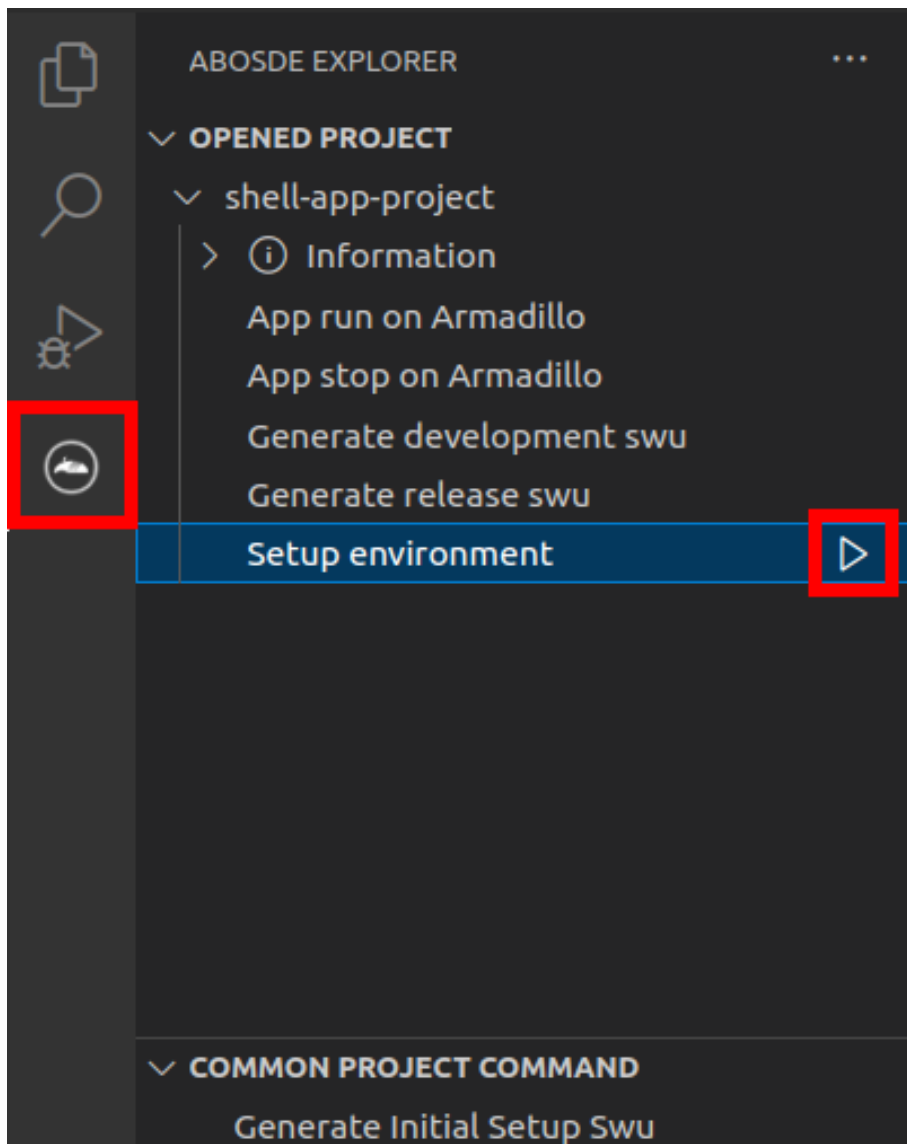 ABOSDE EXPLORER
OPENED PROJECT
shell-app-project
Information
App run on Armadillo
App stop on Armadillo
Generate development swu
Generate release swu
Setup environment
COMMON PROJECT COMMAND
Generate Initial Setup Swu